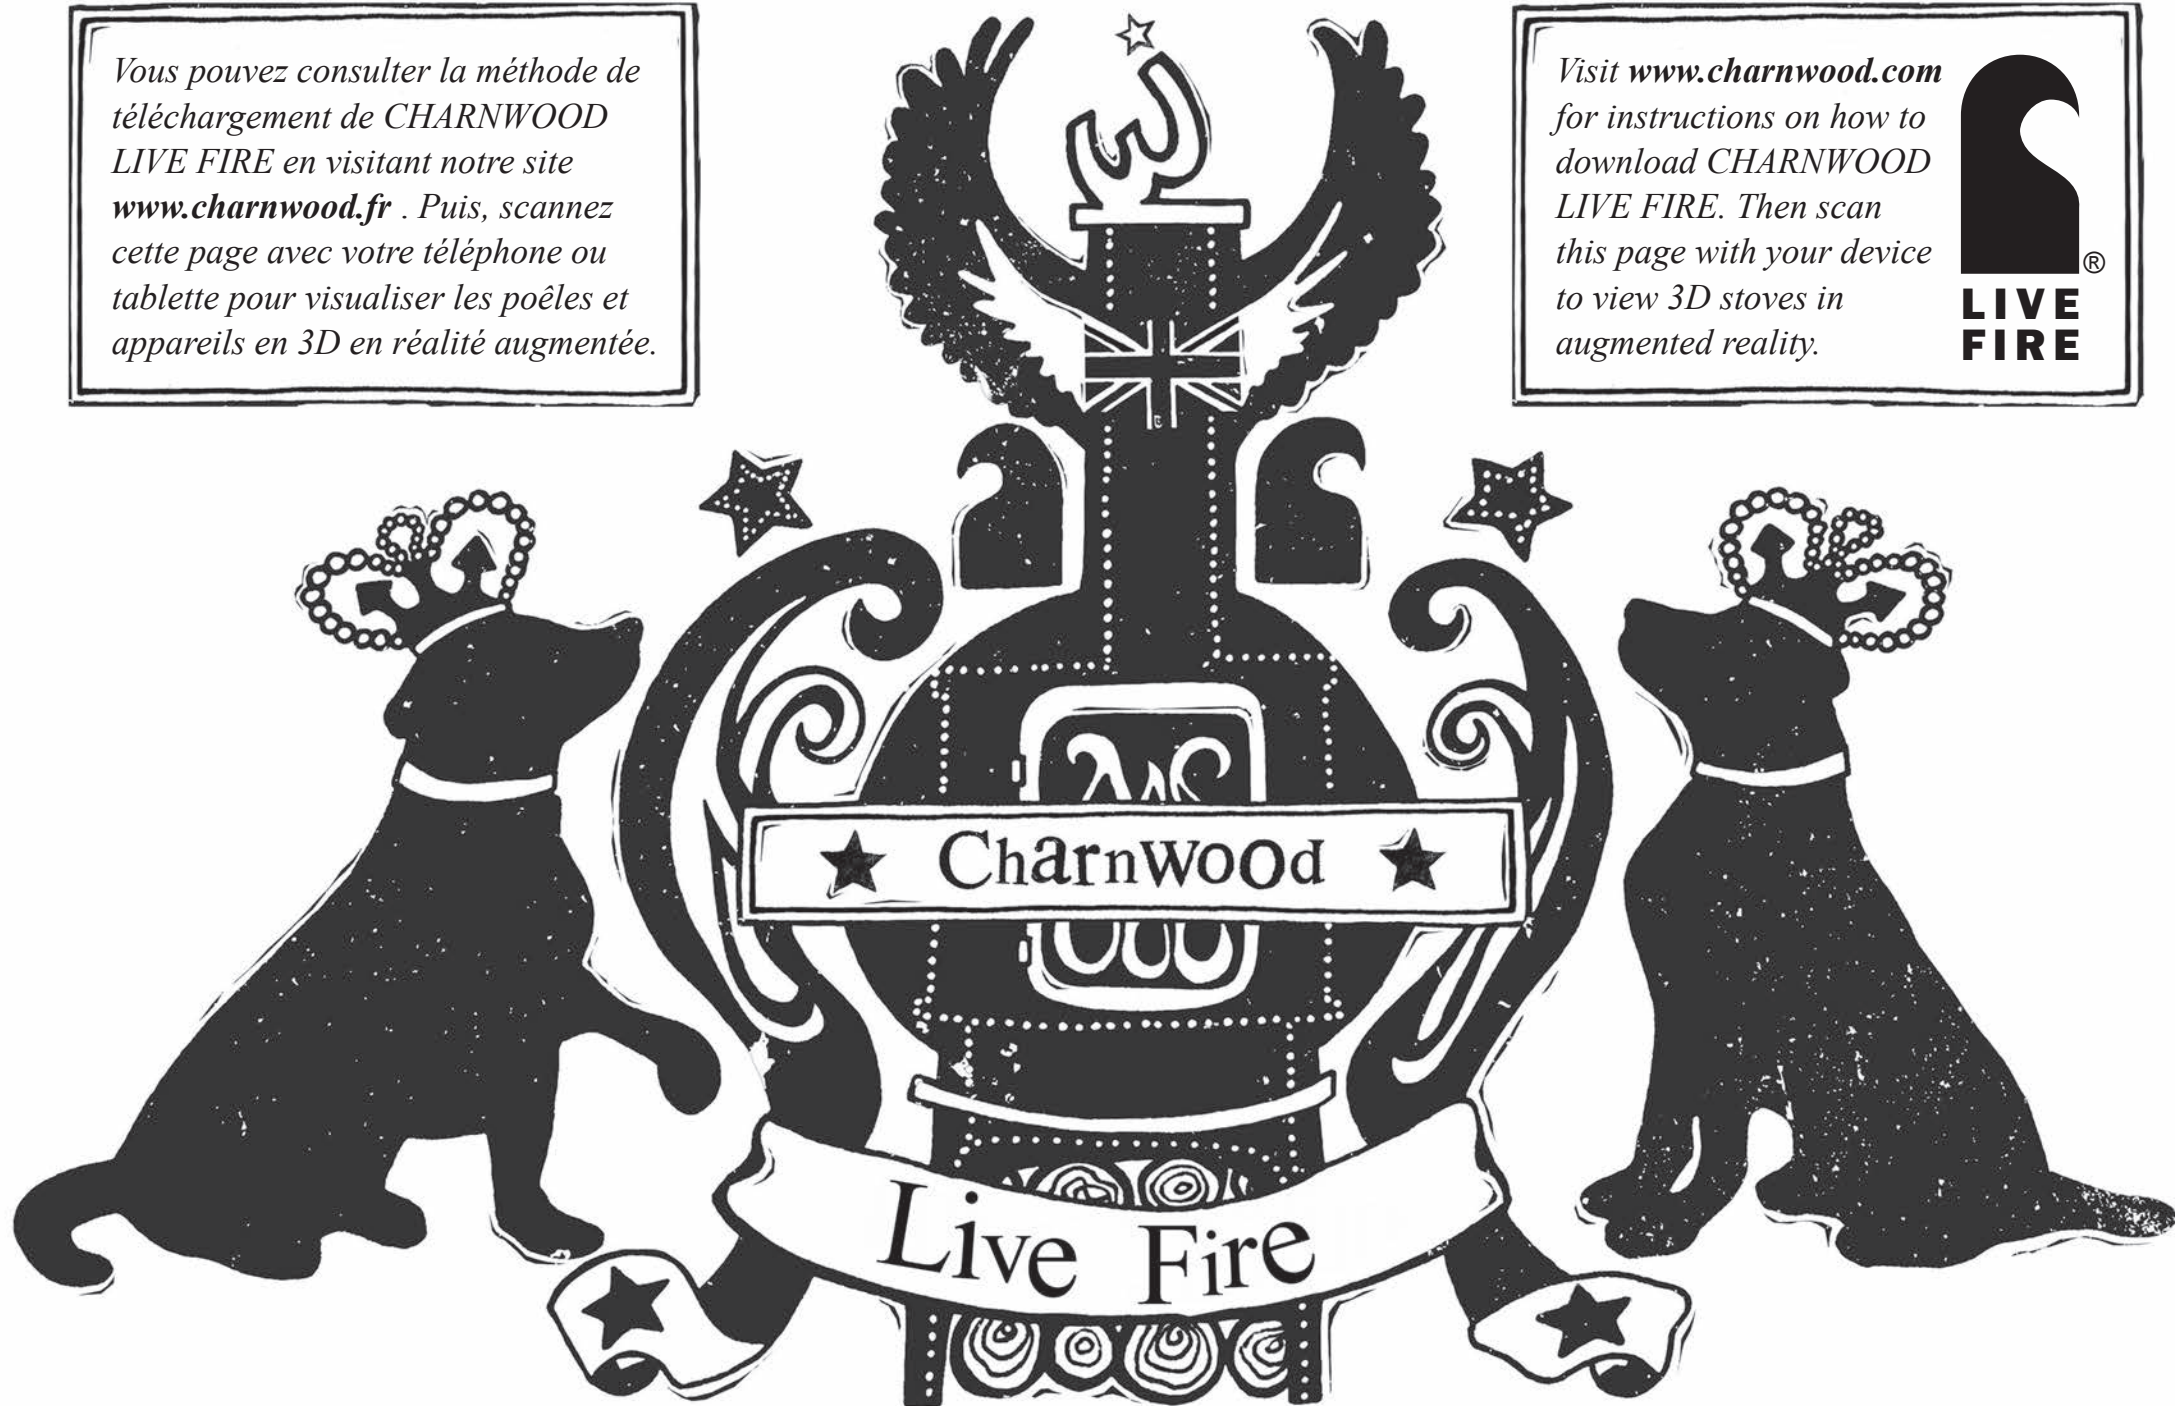 Vous pouvez consulter la méthode de
téléchargement de CHARNWOOD
LIVE FIRE en visitant notre site
www.charnwood.fr . Puis, scannez
cette page avec votre téléphone ou
tablette pour visualiser les poêles et
appareils en 3D en réalité augmentée.
Visit www.charnwood.com
for instructions on how to
download CHARNWOOD
LIVE FIRE. Then scan
this page with your device
to view 3D stoves in
augmented reality.
®
LIVE
FIRE
CharnwOOd
Live Fire